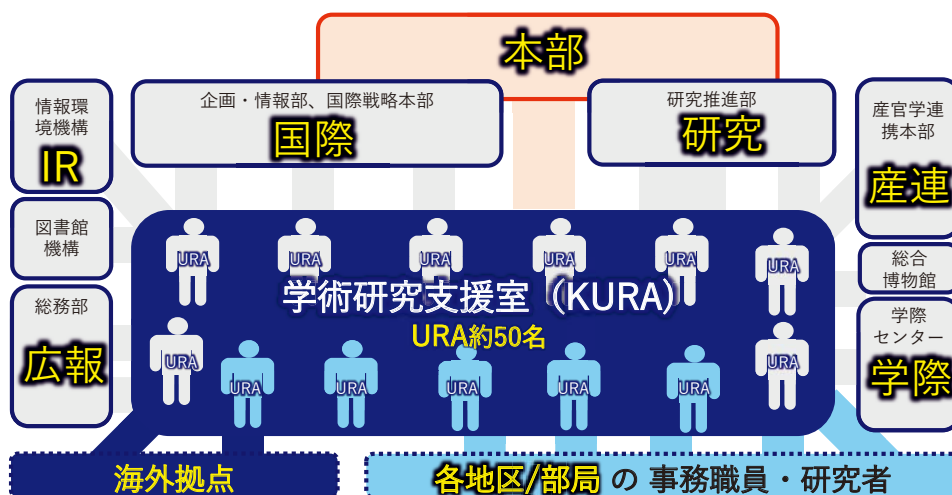 本部
企画・情報部、国際戦略本部
国際
研究推進部
研究
情報環
境機構
IR
図書館
機構
総務部
広報
産官学連
携本部
産連
総合
博物館
学際
センター
学際
URA
URA
URA
URA
URA
URA
学術研究支援室（KURA）
URA約50名
URA
URA
URA
URA
URA
URA
URA
海外拠点
各地区/部局 の 事務職員・研究者